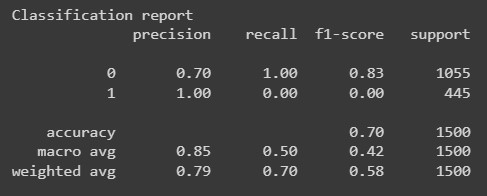 Classification report
precision recall f1-score support
0 0.70 1.00 0.83 1055
1 1.00 0.00 0.00 445
accuracy 0.70 1500
macro avg 0.85 0.50 0.42 1500
weighted avg 0.79 0.70 0.58 1500